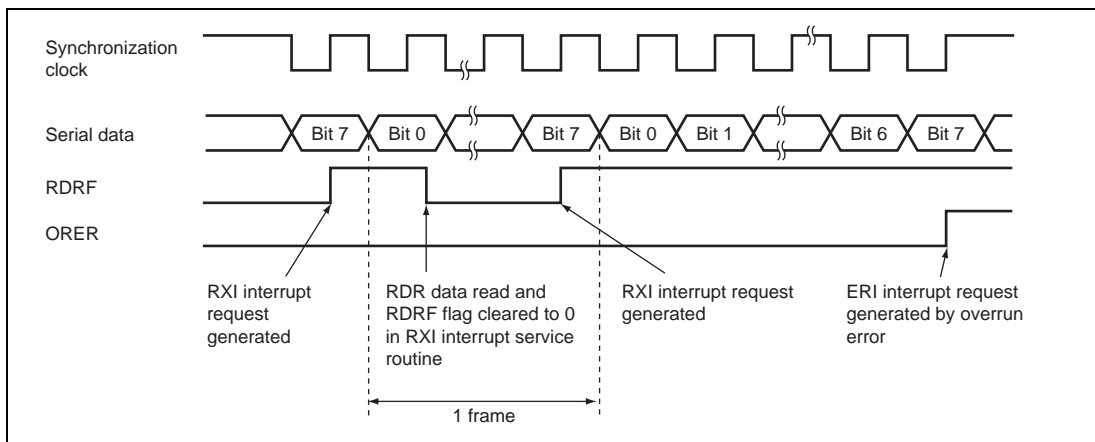 Synchronization
clock
Serial data
Bit 7
Bit 0
Bit 7
Bit 0
Bit 1
Bit 6
Bit 7
RDRF
ORER
RXI interrupt
request
generated
RDR data read and
RDRF flag cleared to 0
in RXI interrupt service
routine
RXI interrupt request
generated
ERI interrupt request
generated by overrun
error
1 frame